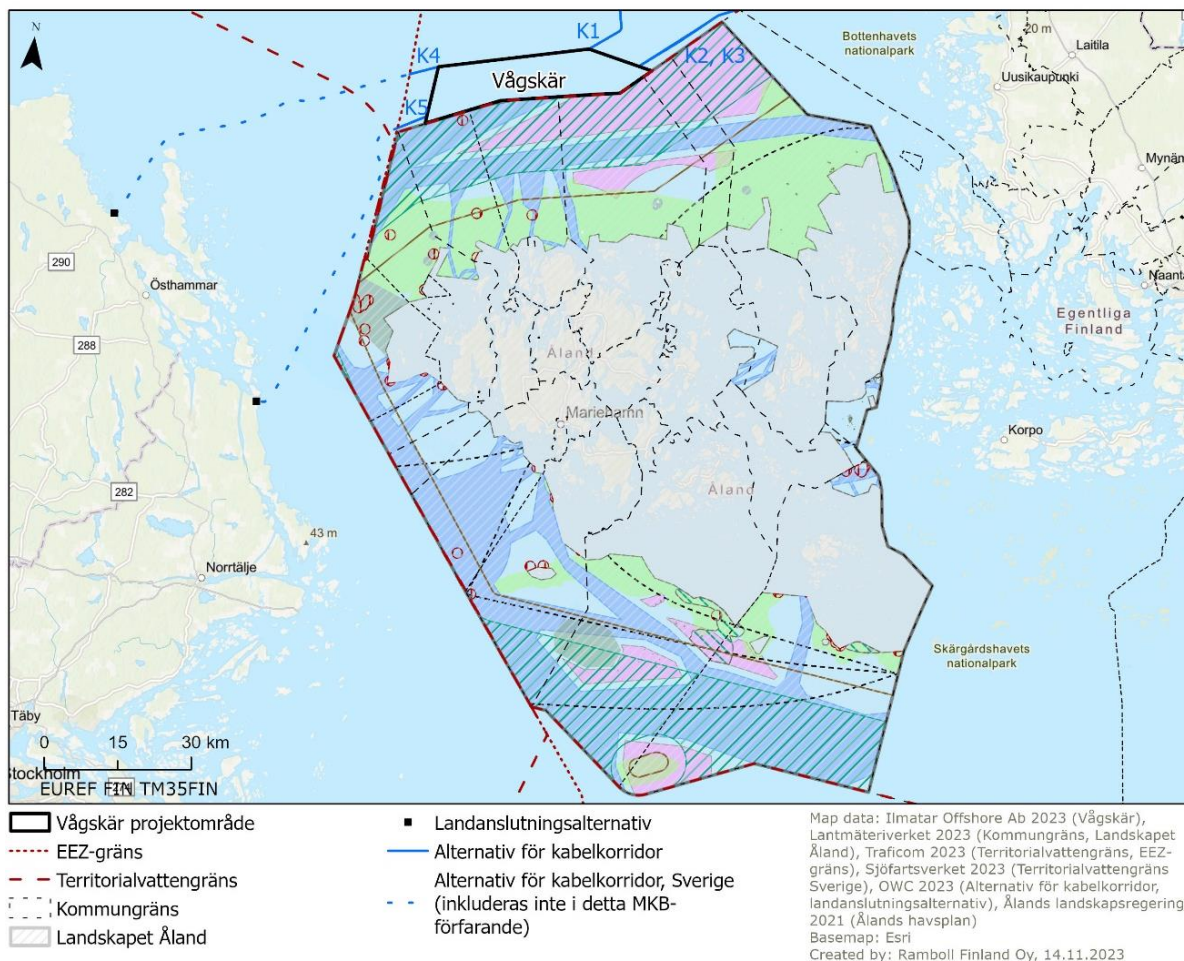 N
K1
K4
K2, K3
Vågskär
K5
20 m
Bottenhavets
nationalpark
Laitila
Uusikaupunki
Mynäm
290
Östhammar
Naanta
Egentliga
Finland
288
Åland
Mariehamn
Korpo
282
Åland
43 m
Norrtälje
Skärgårdshavets
nationalpark
Täby
0 15 30 km
Stockholm
EUREF FIN TM35FIN
Vågskär projektområde
EEZ-gräns
Territorialvattengräns
Kommungräns
Landskapet Åland
Landanslutningsalternativ
Alternativ för kabelkorridor
Alternativ för kabelkorridor, Sverige
(inkluderas inte i detta MKB-
förfarande)
Map data: Ilmatar Offshore Ab 2023 (Vågskär),
Lantmäteriverket 2023 (Kommungräns, Landskapet
Åland), Traficom 2023 (Territorialvattengräns, EEZ-
gräns), Sjöfartsverket 2023 (Territorialvattengräns
Sverige), OWC 2023 (Alternativ för kabelkorridor,
landanslutningsalternativ), Ålands landskapsregering
2021 (Ålands havsplan)
Basemap: Esri
Created by: Ramboll Finland Oy, 14.11.2023